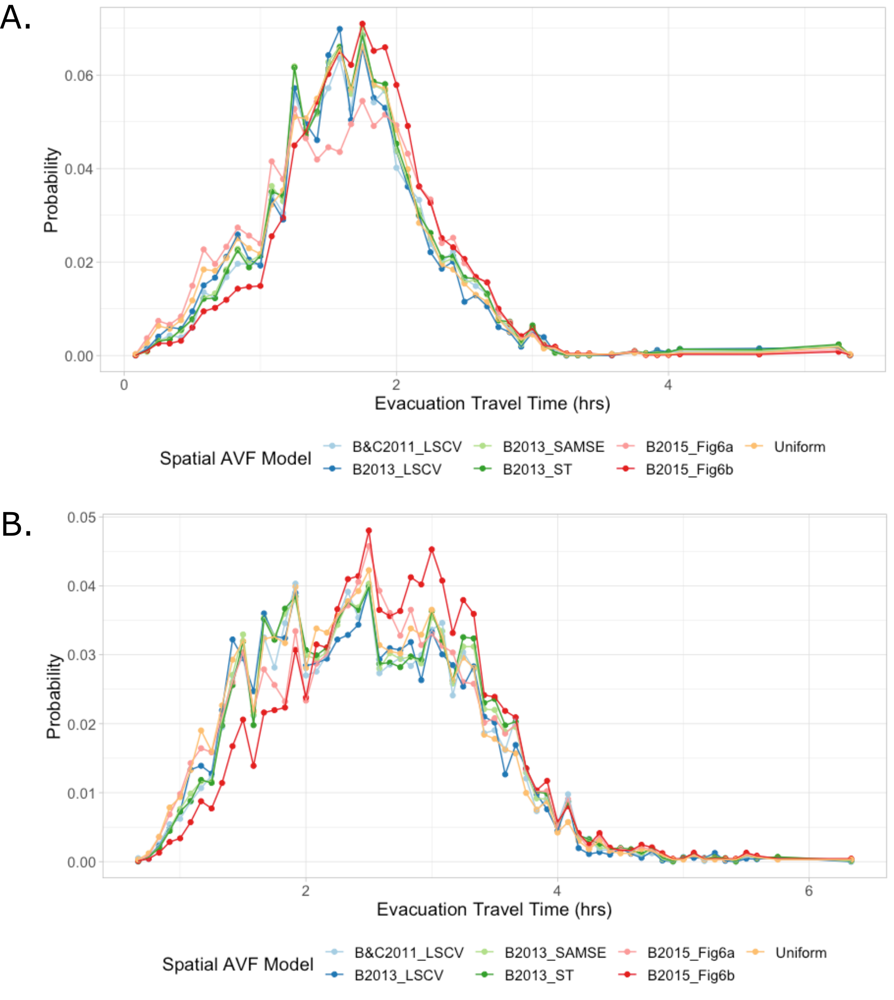 A.
Probability
0.06
0.04
0.02
0.00
0 2 4
Evacuation Travel Time (hrs)
Spatial AVF Model
B&C2011_LSCV B2013_SAMSE B2015_Fig6a Uniform
B2013_LSCV B2013_ST B2015_Fig6b
B.
Probability
0.05
0.04
0.03
0.02
0.01
0.00
2 4 6
Evacuation Travel Time (hrs)
Spatial AVF Model
B&C2011_LSCV B2013_SAMSE B2015_Fig6a Uniform
B2013_LSCV B2013_ST B2015_Fig6b